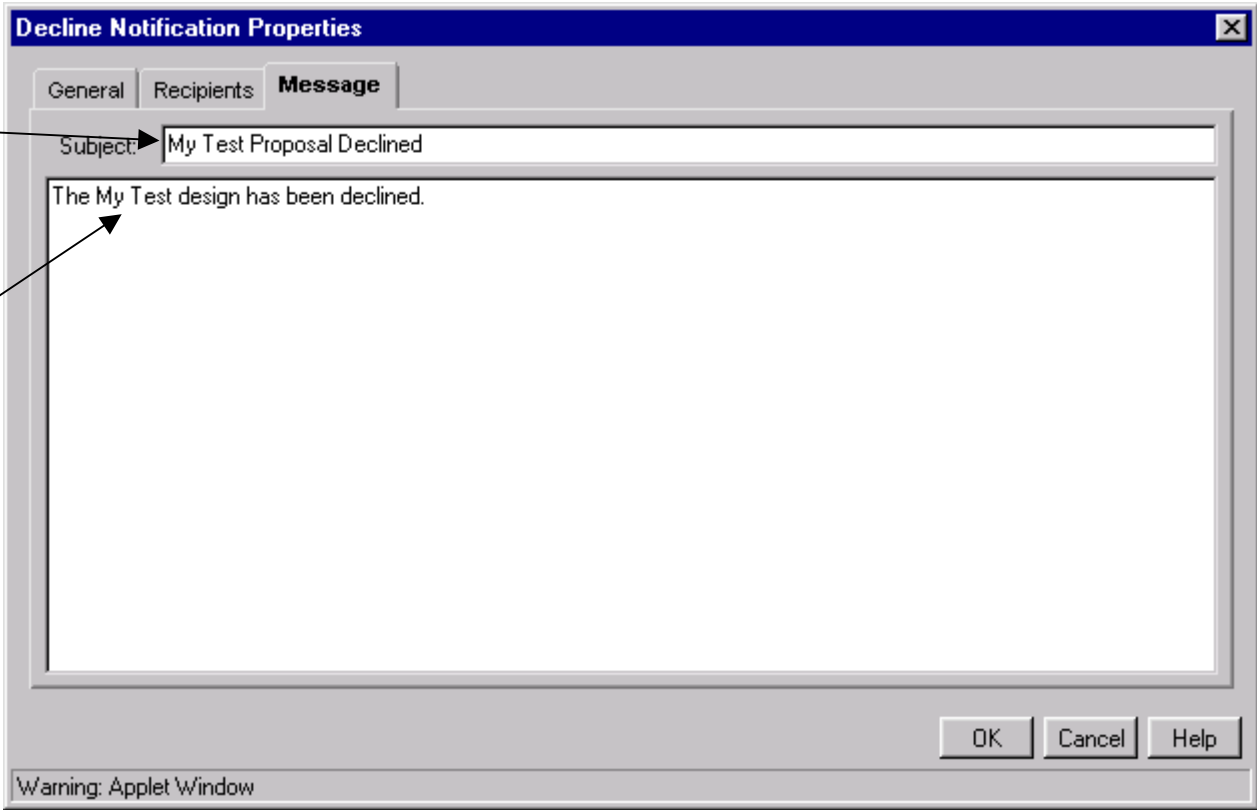 Decline Notification Properties
General Recipients Message
Subject: My Test Proposal Declined
The My Test design has been declined.
OK Cancel Help
Warning: Applet Window